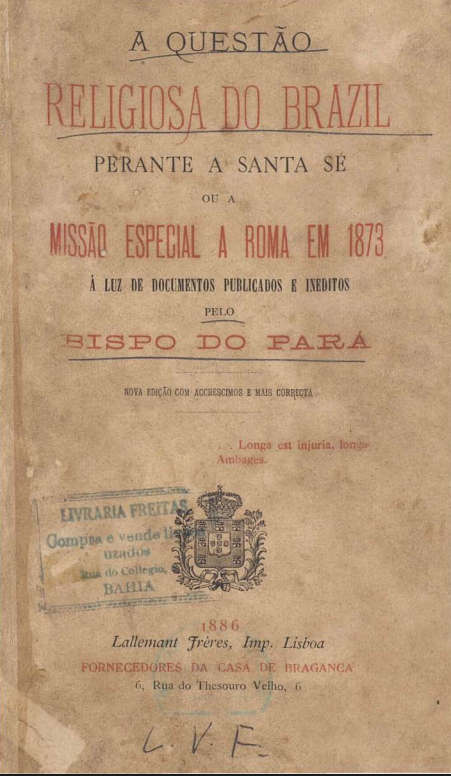 A QUESTÃO
RELIGIOSA DO BRAZIL
PERANTE A SANTA SÉ
OU A
MISSÃO ESPECIAL A ROMA EM 1873
Á LUZ DE DOCUMENTOS PUBLICADOS E INEDITOS
PELO
BISPO DO PARÁ
NOVA EDIÇÃO COM ACCRESCIMOS E MAIS CORRECTA
... Longa est injuria, longæ
Ambages.
LIVRARIA FREITAS
Compra e vende
uzados
Rua do Collegio,
BAHIA
1886
Lallemant Frères, Imp. Lisboa
FORNECEDORES DA CASA DE BRAGANÇA
6, Rua do Thesouro Velho, 6
L. V. F.